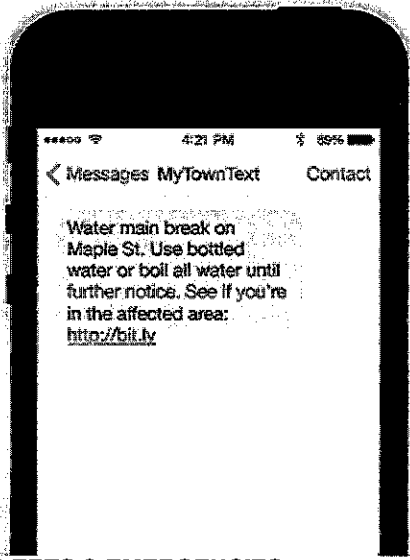 4:21 PM 89%
Messages MyTownText Contact
Water main break on
Maple St. Use bottled
water or boil all water until
further notice. See if you're
in the affected area:
http://bit.ly